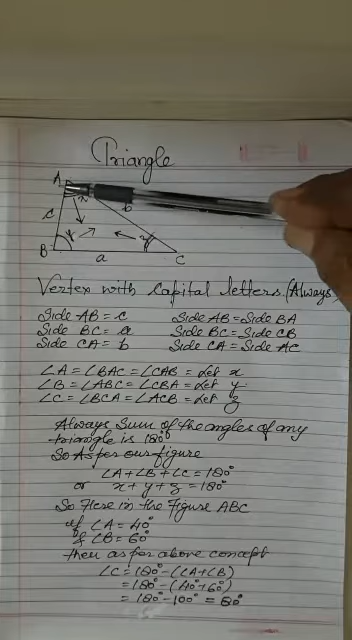 Triangle
A
x
b
c
y
z
B
a
C
Vertex with Capital letters. (Always)
Side AB = c Side AB = Side BA
Side BC = a Side BC = Side CB
Side CA = b Side CA = Side AC
∠A = ∠BAC = ∠CAB = Let x
∠B = ∠ABC = ∠CBA = Let y
∠C = ∠BCA = ∠ACB = Let z
Always Sum of the angles of any
triangle is 180°
So As per our figure
∠A + ∠B + ∠C = 180°
or x + y + z = 180°
So Here in the Figure ABC
if ∠A = 40°
& ∠B = 60°
then as per above concept
∠C = 180° - (∠A + ∠B)
= 180° - (40° + 60°)
= 180° - 100° = 80°